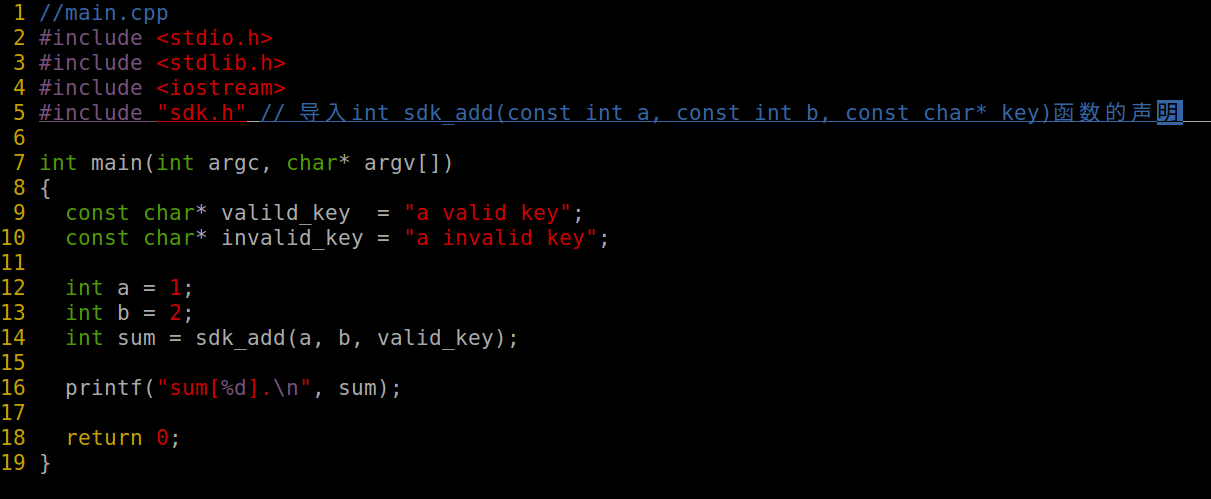 1 //main.cpp
2 #include <stdio.h>
3 #include <stdlib.h>
4 #include <iostream>
5 #include "sdk.h" // 导入int sdk_add(const int a, const int b, const char* key)函数的声明
6
7 int main(int argc, char* argv[])
8 {
9   const char* valild_key  = "a valid key";
10   const char* invalid_key = "a invalid key";
11
12   int a = 1;
13   int b = 2;
14   int sum = sdk_add(a, b, valid_key);
15
16   printf("sum[%d].\n", sum);
17
18   return 0;
19 }